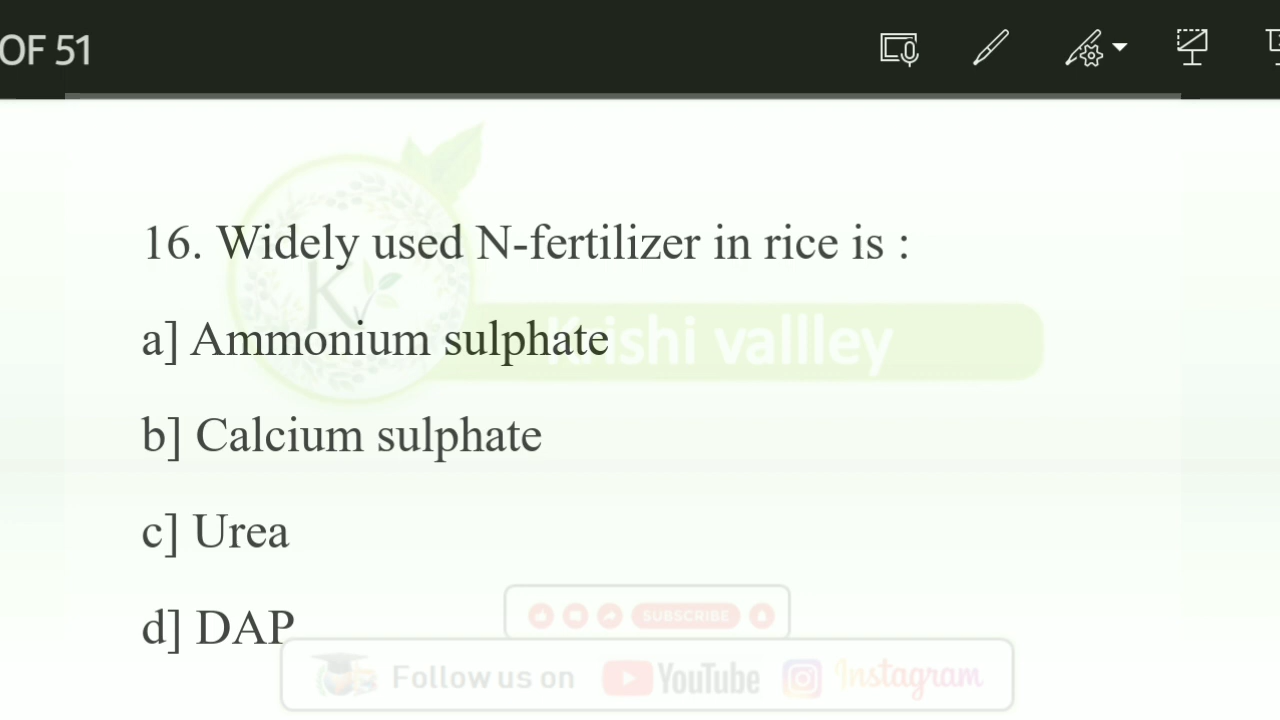 OF 51
16. Widely used N-fertilizer in rice is :
Krishi vallley
a] Ammonium sulphate
b] Calcium sulphate
c] Urea
d] DAP
SUBSCRIBE
Follow us on YouTube Instagram